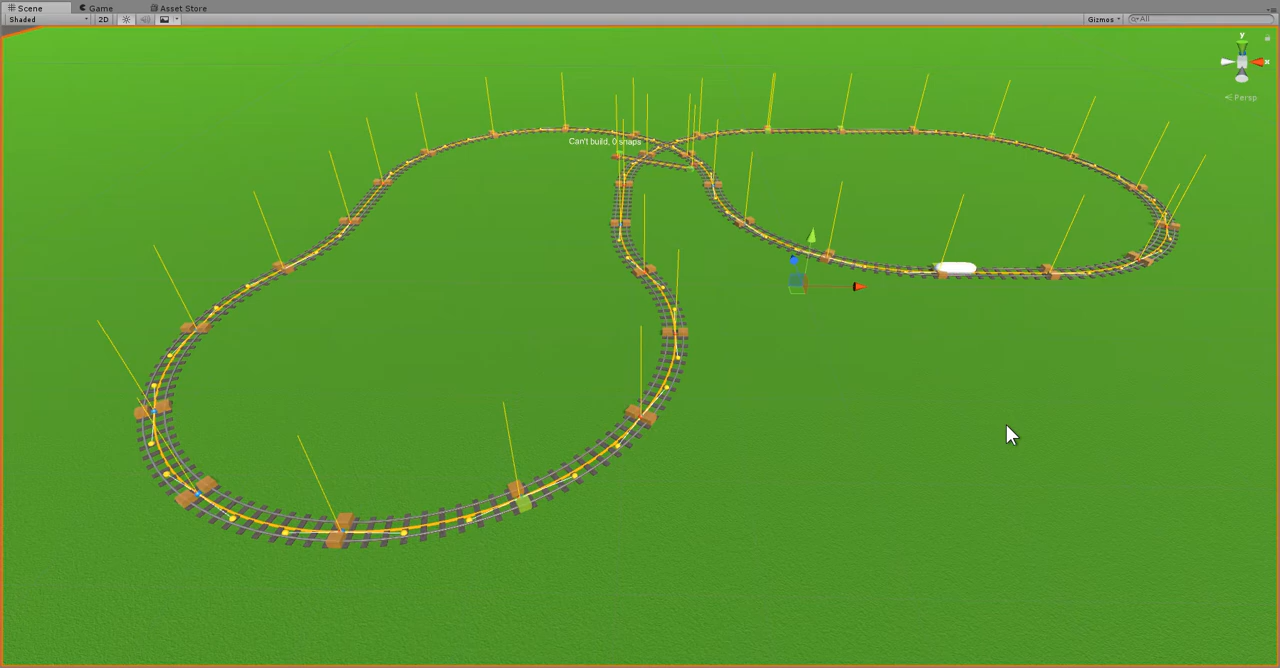 Scene Game Asset Store
Shaded 2D Gizmos All
y
x
Persp
Can't build, 0 snaps